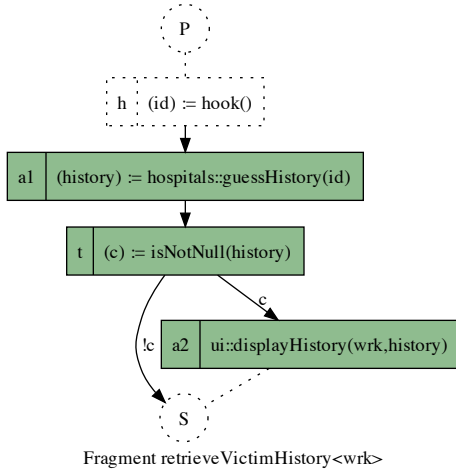 P
h (id) := hook()
a1 (history) := hospitals::guessHistory(id)
t (c) := isNotNull(history)
c
!c
a2 ui::displayHistory(wrk,history)
S
Fragment retrieveVictimHistory<wrk>